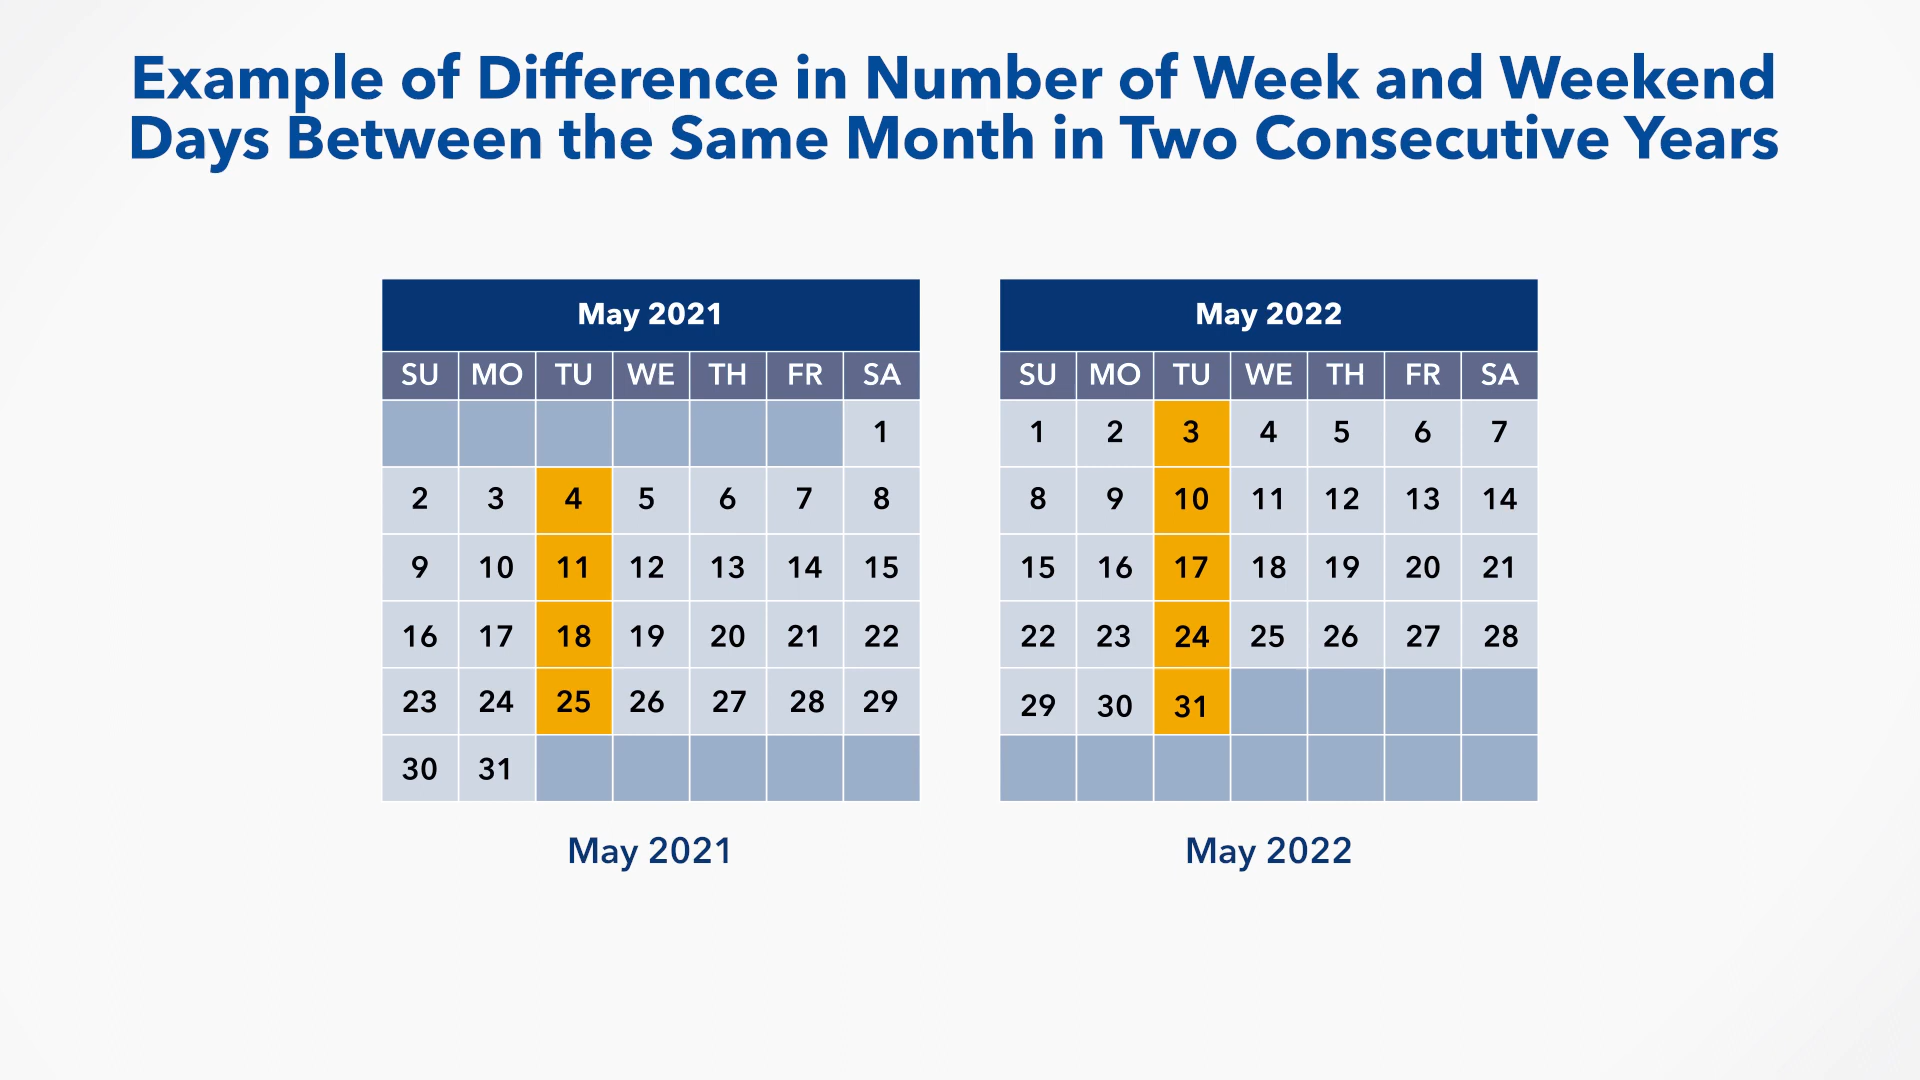 Example of Difference in Number of Week and Weekend
Days Between the Same Month in Two Consecutive Years
May 2021
SU MO TU WE TH FR SA
1
2 3 4 5 6 7 8
9 10 11 12 13 14 15
16 17 18 19 20 21 22
23 24 25 26 27 28 29
30 31
May 2021
May 2022
SU MO TU WE TH FR SA
1 2 3 4 5 6 7
8 9 10 11 12 13 14
15 16 17 18 19 20 21
22 23 24 25 26 27 28
29 30 31
May 2022